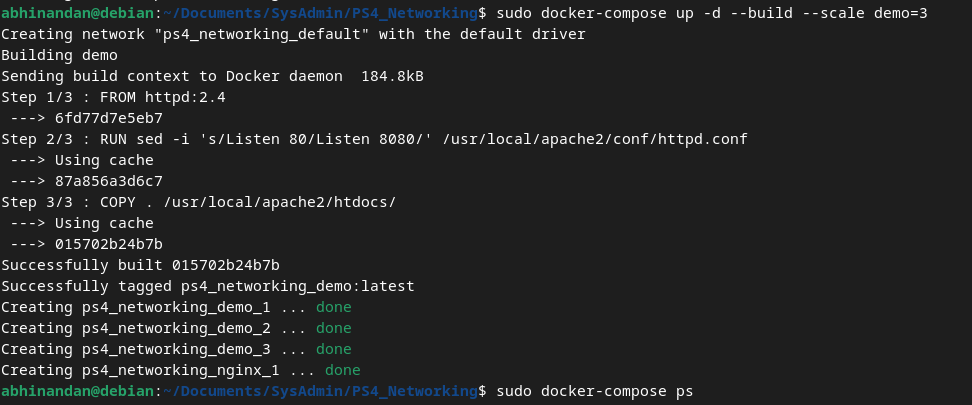 abhinandan@debian:~/Documents/SysAdmin/PS4_Networking$ sudo docker-compose up -d --build --scale demo=3
Creating network "ps4_networking_default" with the default driver
Building demo
Sending build context to Docker daemon  184.8kB
Step 1/3 : FROM httpd:2.4
 ---> 6fd77d7e5eb7
Step 2/3 : RUN sed -i 's/Listen 80/Listen 8080/' /usr/local/apache2/conf/httpd.conf
 ---> Using cache
 ---> 87a856a3d6c7
Step 3/3 : COPY . /usr/local/apache2/htdocs/
 ---> Using cache
 ---> 015702b24b7b
Successfully built 015702b24b7b
Successfully tagged ps4_networking_demo:latest
Creating ps4_networking_demo_1 ... done
Creating ps4_networking_demo_2 ... done
Creating ps4_networking_demo_3 ... done
Creating ps4_networking_nginx_1 ... done
abhinandan@debian:~/Documents/SysAdmin/PS4_Networking$ sudo docker-compose ps